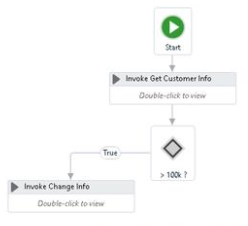 Start
Invoke Get Customer Info
Double-click to view
> 100k ?
True
Invoke Change Info
Double-click to view